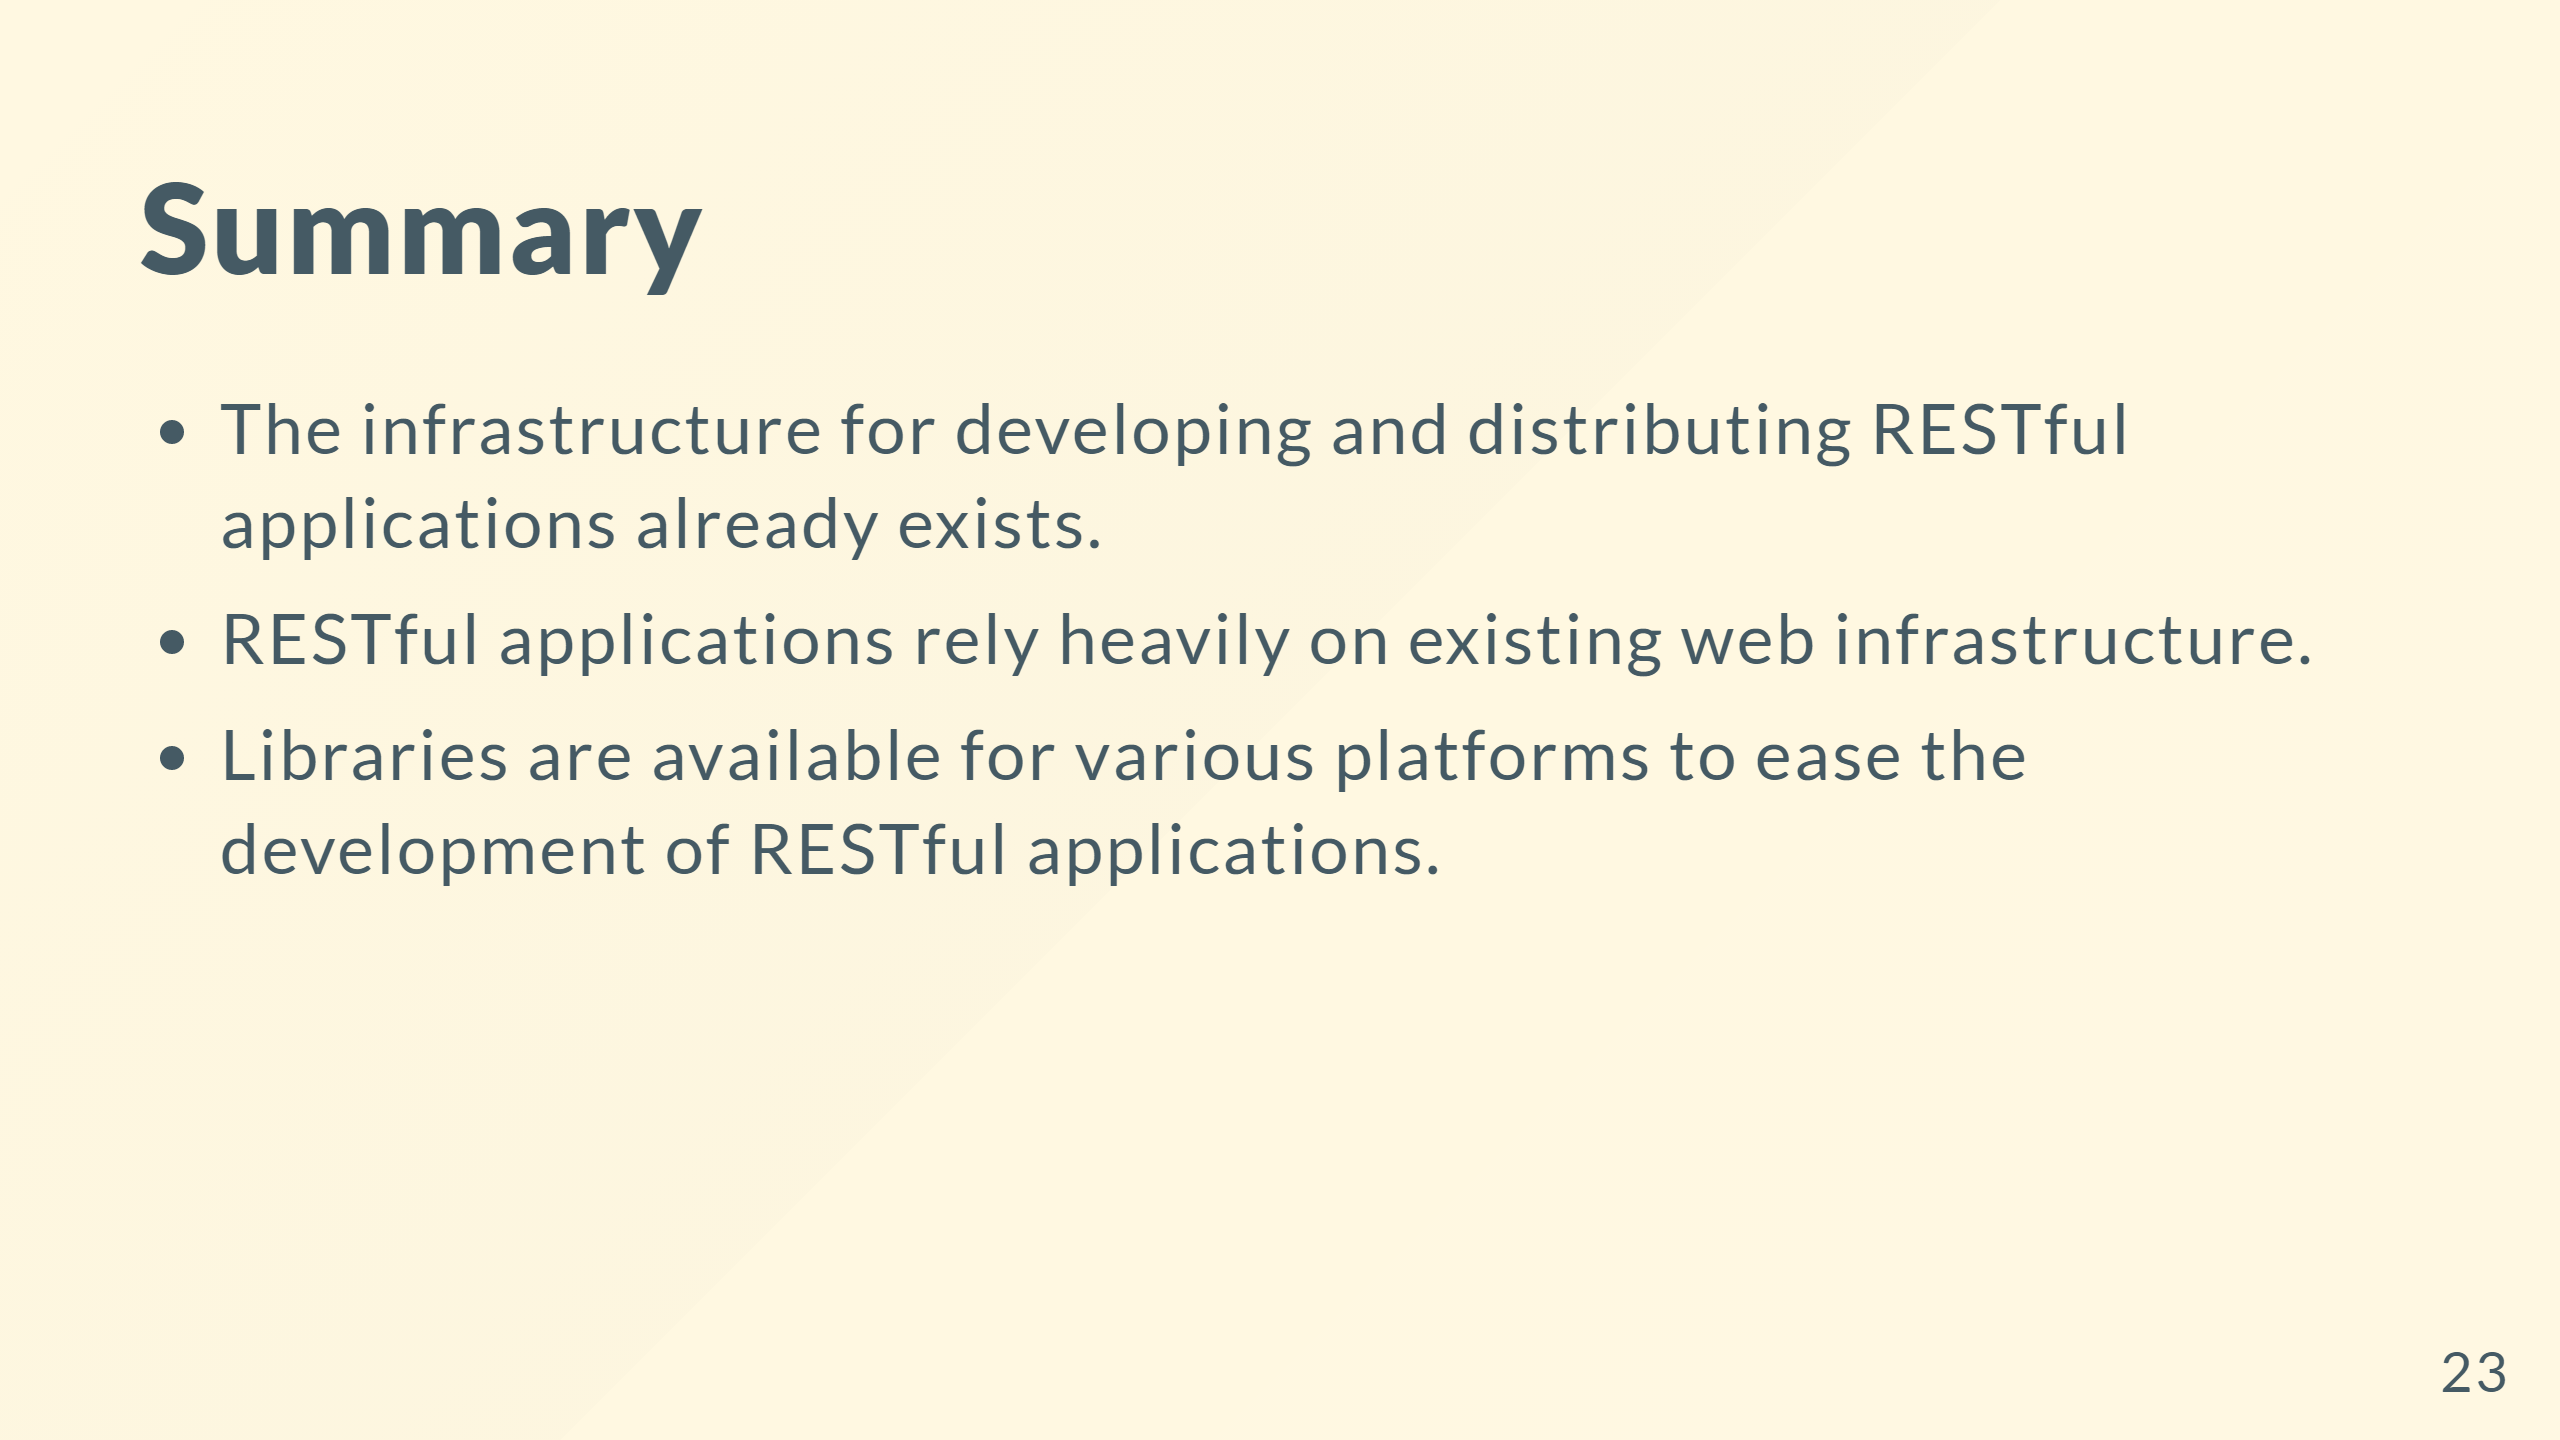 Summary
• The infrastructure for developing and distributing RESTful
applications already exists.
• RESTful applications rely heavily on existing web infrastructure.
• Libraries are available for various platforms to ease the
development of RESTful applications.
23